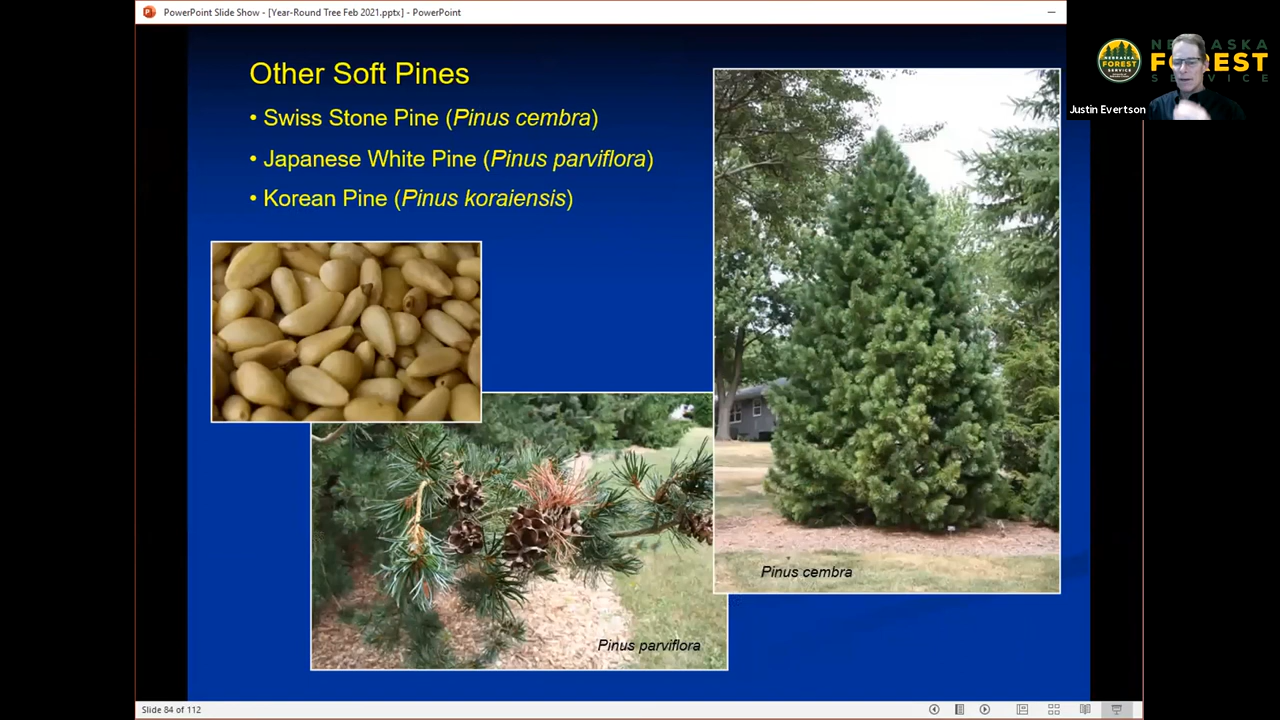 PowerPoint Slide Show - [Year-Round Tree Feb 2021.pptx] - PowerPoint
Other Soft Pines
• Swiss Stone Pine (Pinus cembra)
• Japanese White Pine (Pinus parviflora)
• Korean Pine (Pinus koraiensis)
Pinus cembra
Pinus parviflora
Slide 84 of 112
NEBRASKA
FOREST
SERVICE
Justin Evertson